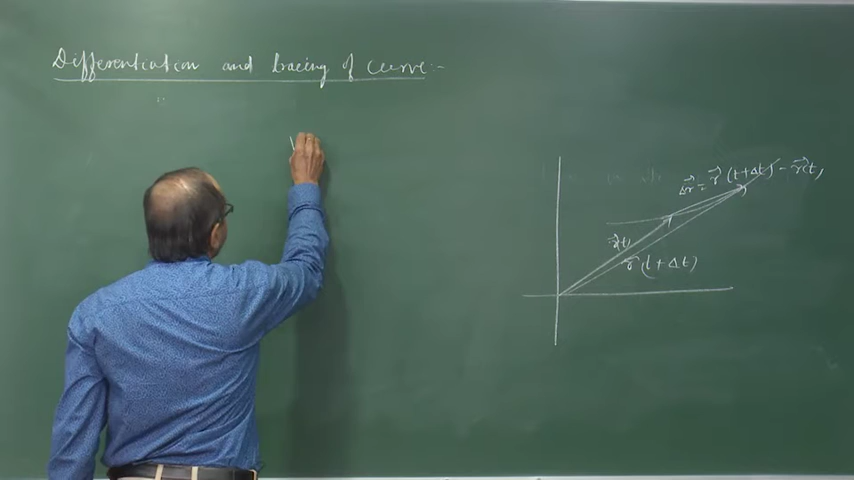 Differentiation and tracing of curve:-
Δr⃗ = r⃗ (t+Δt) - r⃗(t,
r⃗(t)
r⃗(t+Δt)